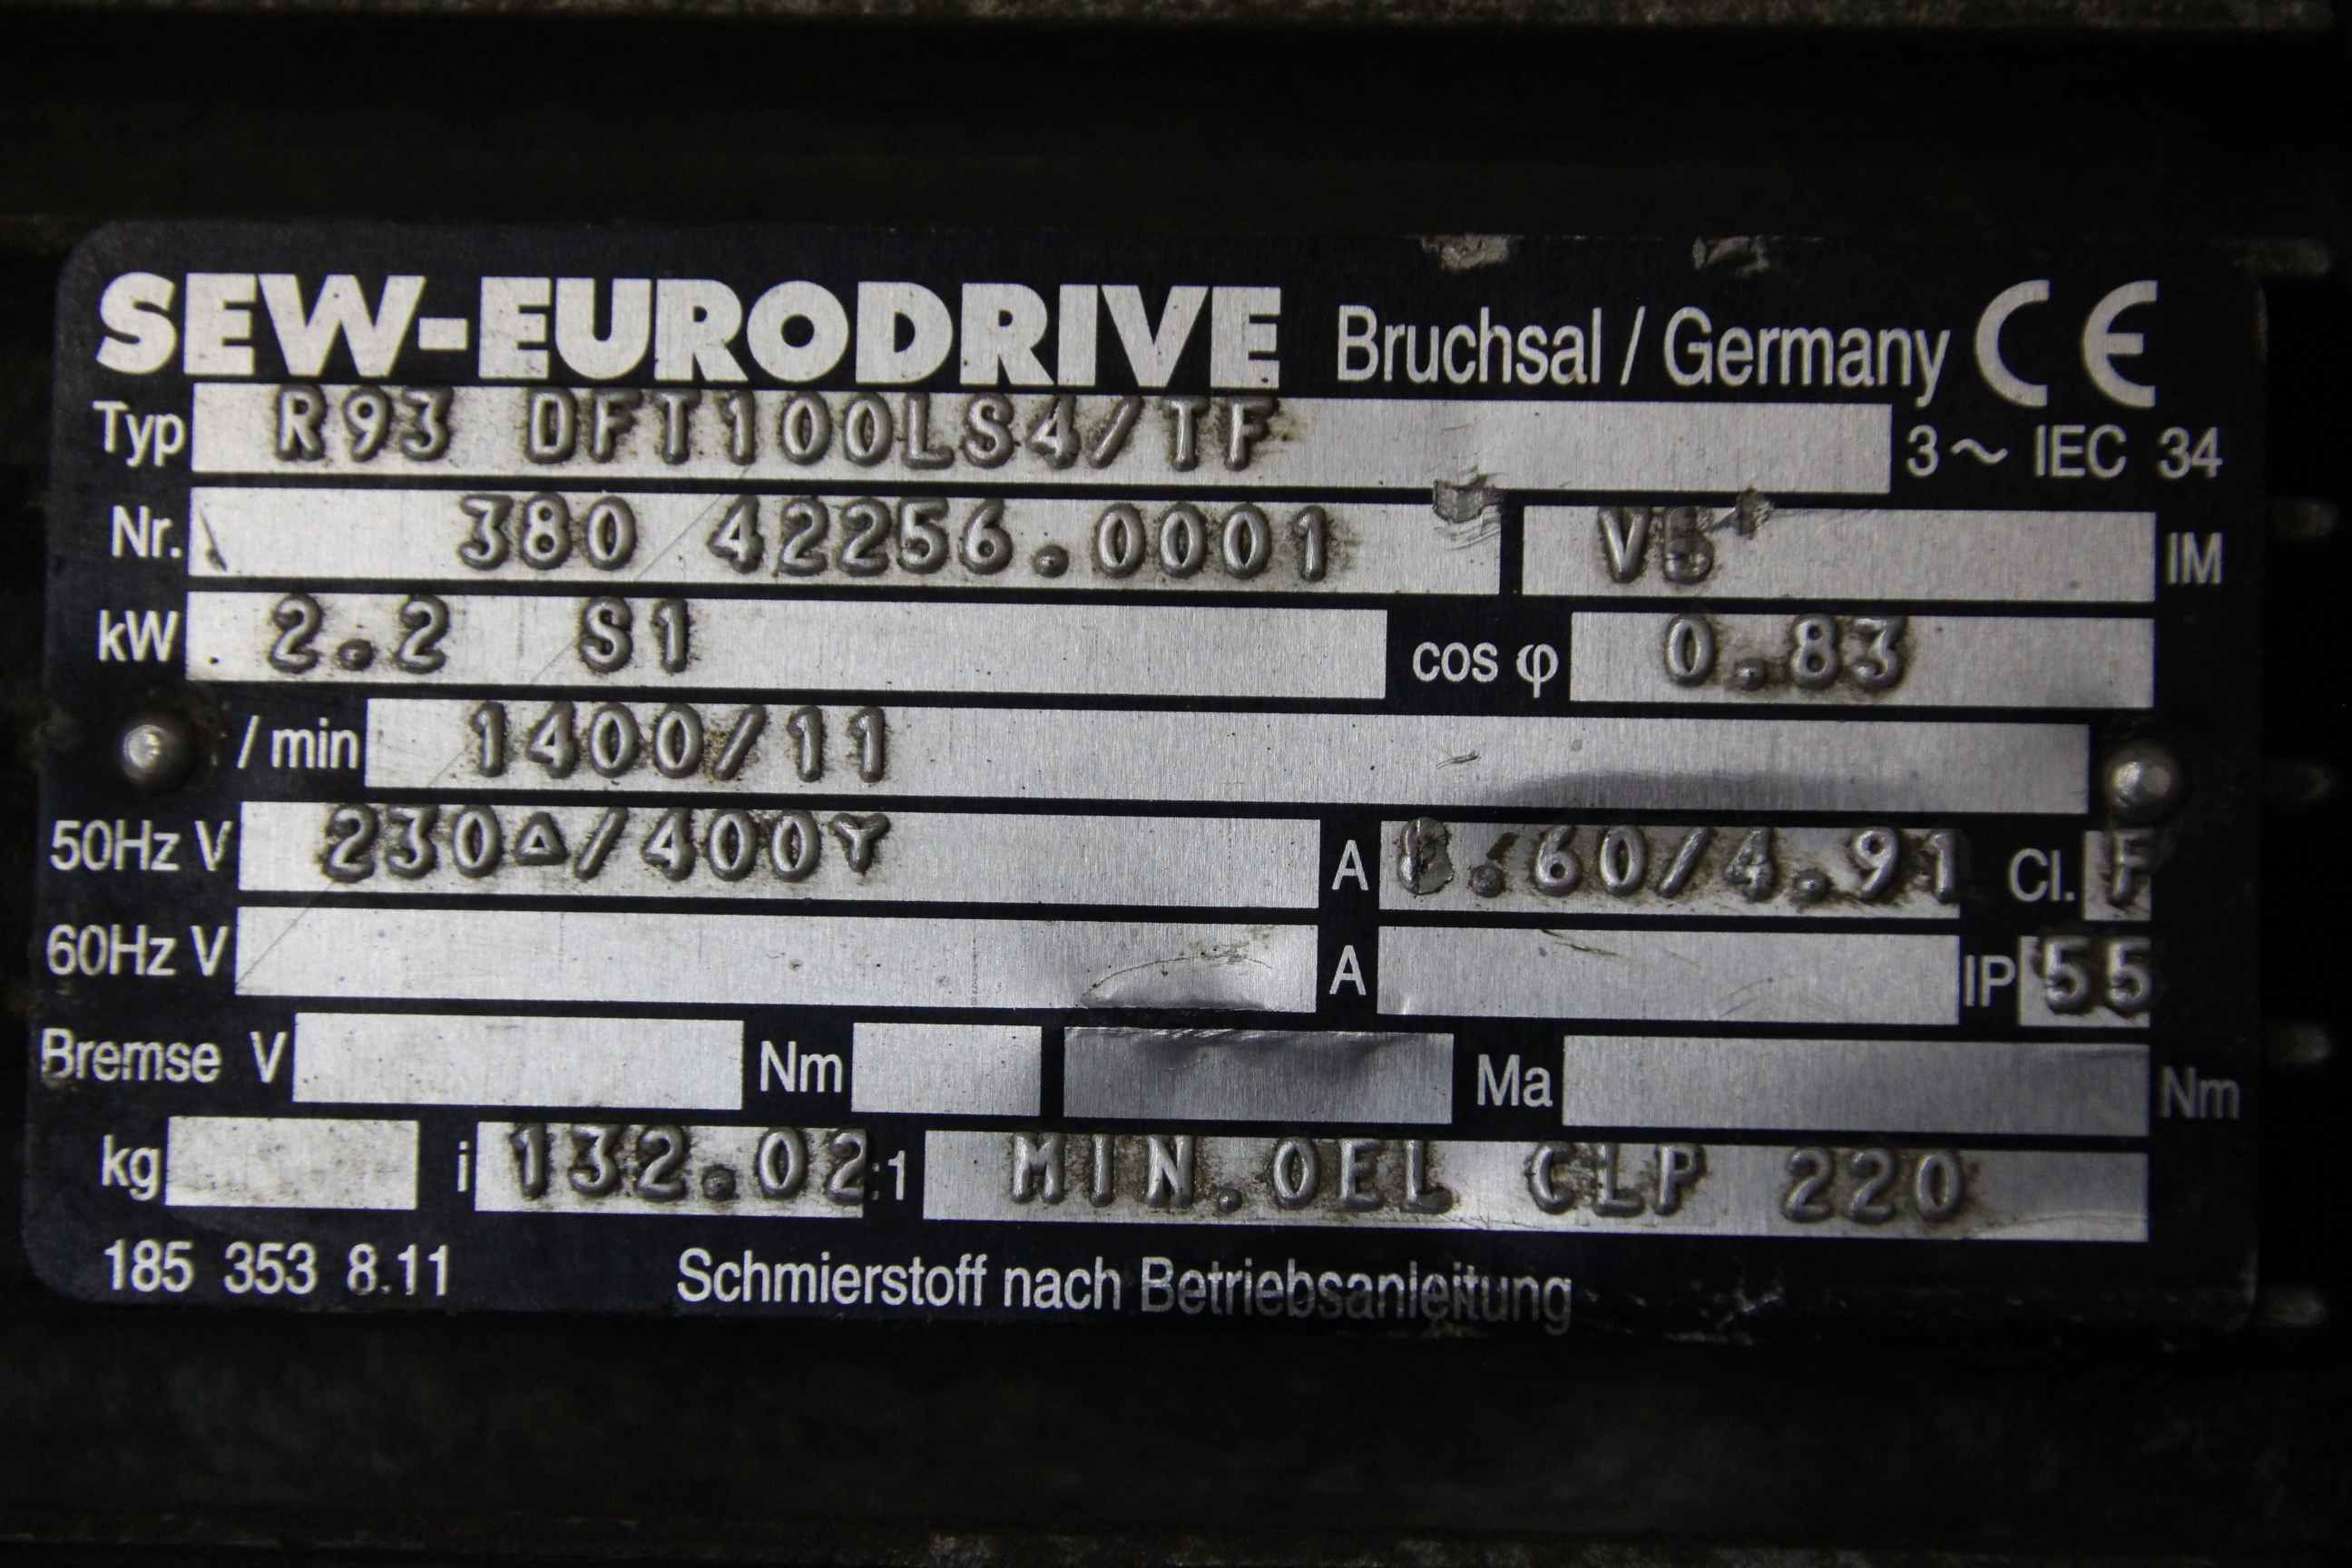 SEW-EURODRIVE Bruchsal / Germany CE
Typ R93 DFT100LS4/TF 3~ IEC 34
Nr. 380 42256.0001 IM
kW 2.2 S1 cos φ 0.83
/ min 1400/11
50Hz V 230△/400Y A 8.60/4.91 Cl. F
60Hz V A IP 55
Bremse V Nm Ma Nm
kg i 132.02 :1 MIN.OEL CLP 220
185 353 8.11 Schmierstoff nach Betriebsanleitung